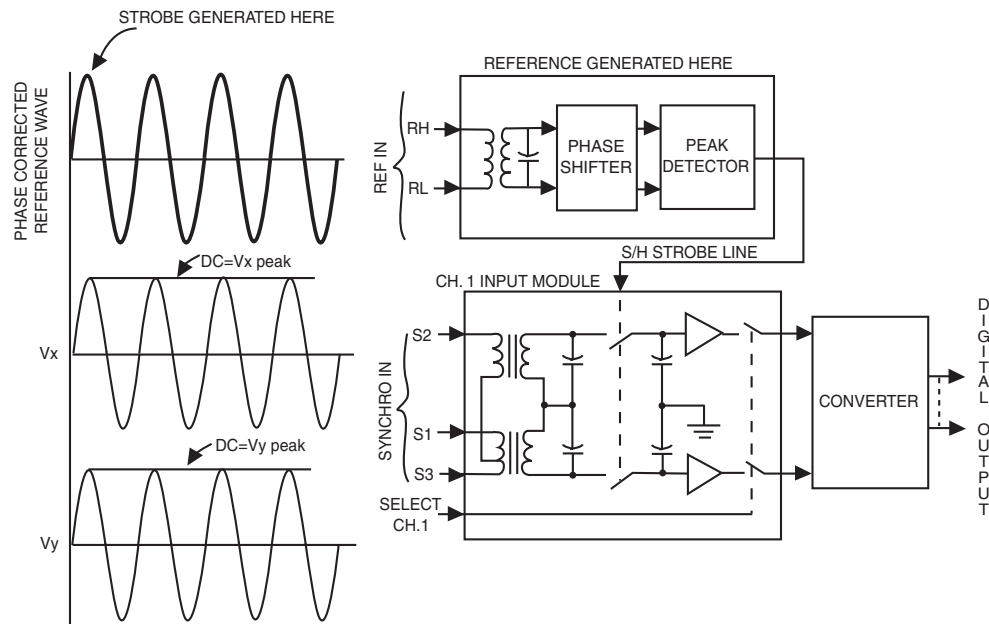 STROBE GENERATED HERE
PHASE CORRECTED
REFERENCE WAVE
DC=Vx peak
Vx
DC=Vy peak
Vy
REFERENCE GENERATED HERE
REF IN
RH
RL
PHASE
SHIFTER
PEAK
DETECTOR
S/H STROBE LINE
CH. 1 INPUT MODULE
SYNCHRO IN
S2
S1
S3
SELECT
CH.1
CONVERTER
DIGITAL OUTPUT